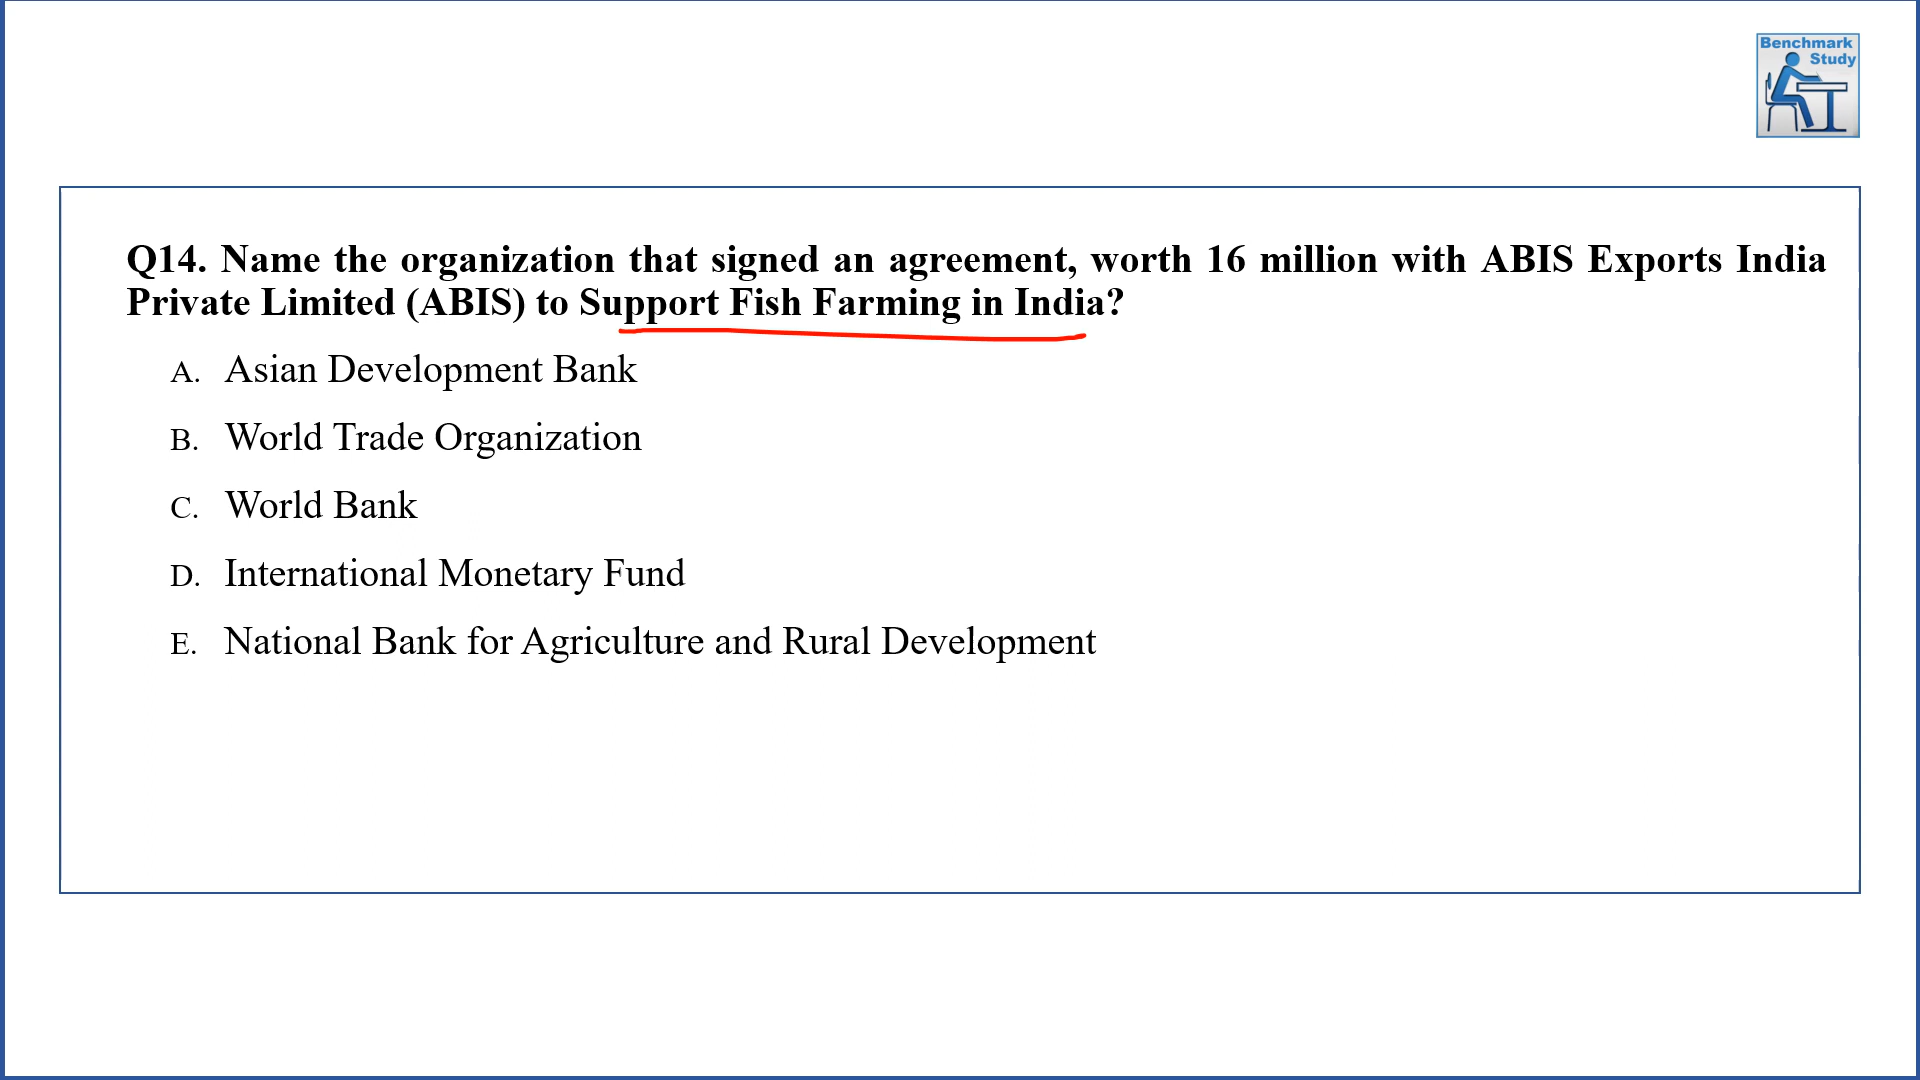 Benchmark
Study
Q14. Name the organization that signed an agreement, worth 16 million with ABIS Exports India
Private Limited (ABIS) to Support Fish Farming in India?
A. Asian Development Bank
B. World Trade Organization
C. World Bank
D. International Monetary Fund
E. National Bank for Agriculture and Rural Development